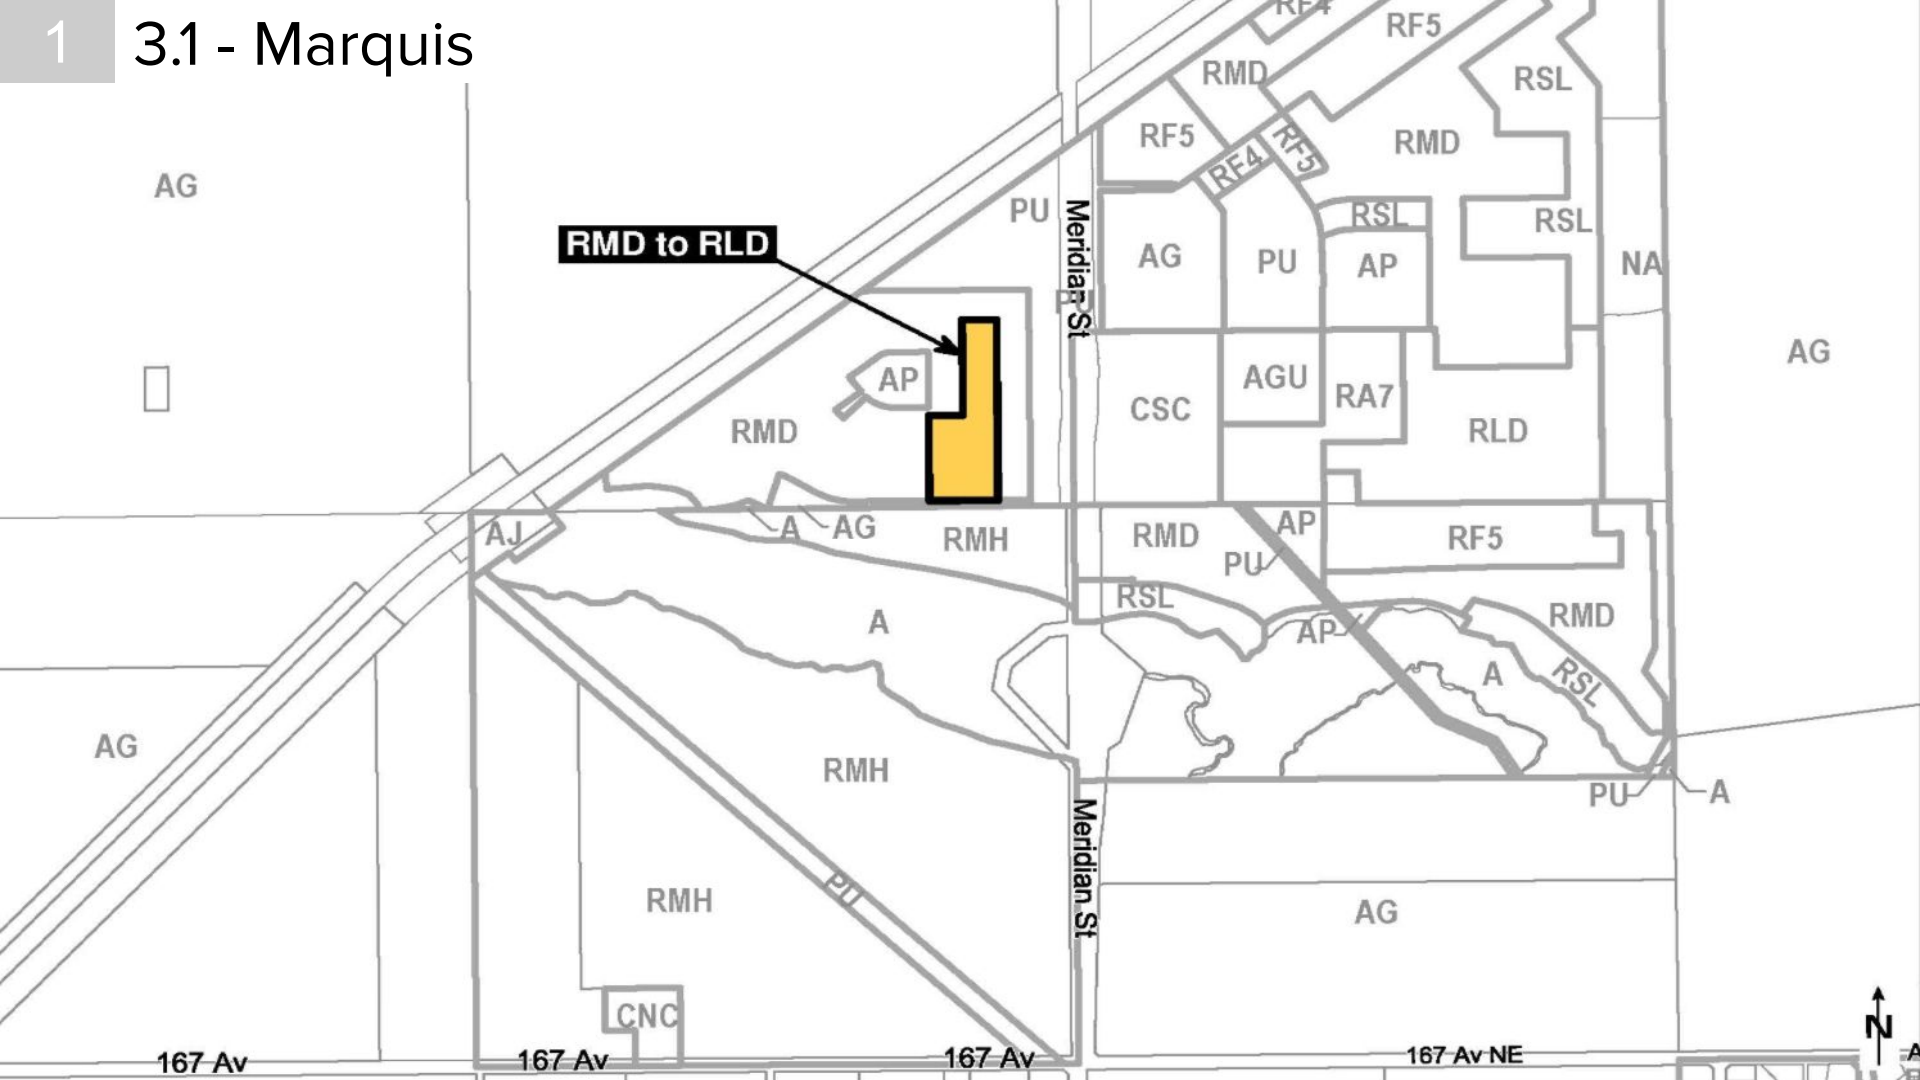 1
3.1 - Marquis
RF4
RF5
RMD
RSL
AG
RF5
RMD
RF5
RF4
PU
Meridian St
RSL
RSL
RMD to RLD
AG
PU
AP
NA
PU
AG
AP
AGU
RA7
CSC
RMD
RLD
AJ
A
AG
RMH
RMD
AP
RF5
PU
RSL
RMD
A
AP
A
RSL
AG
RMH
PU
A
Meridian St
PU
RMH
AG
CNC
N
167 Av
167 Av
167 Av
167 Av NE